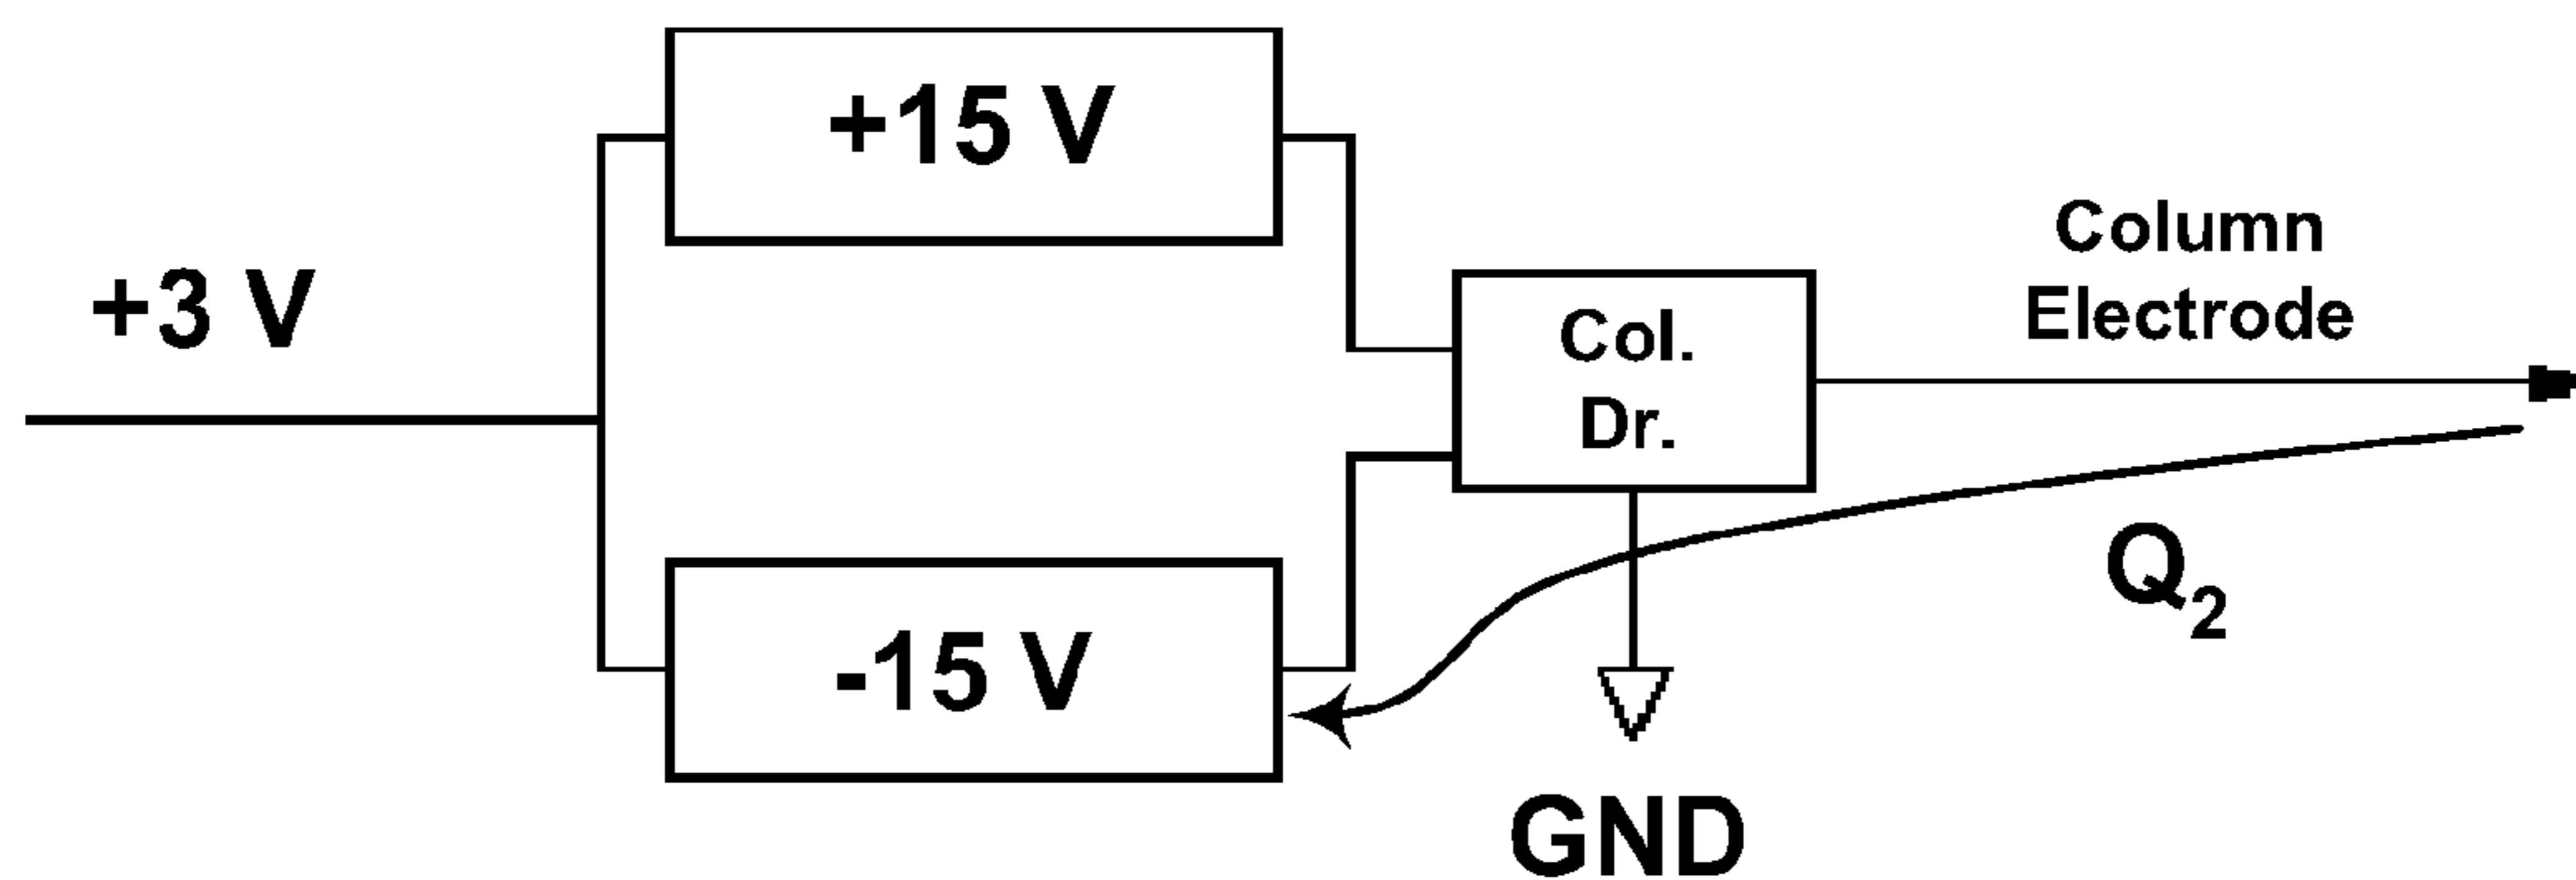 +15 V
+3 V
Column
Electrode
Col.
Dr.
-15 V
Q2
GND